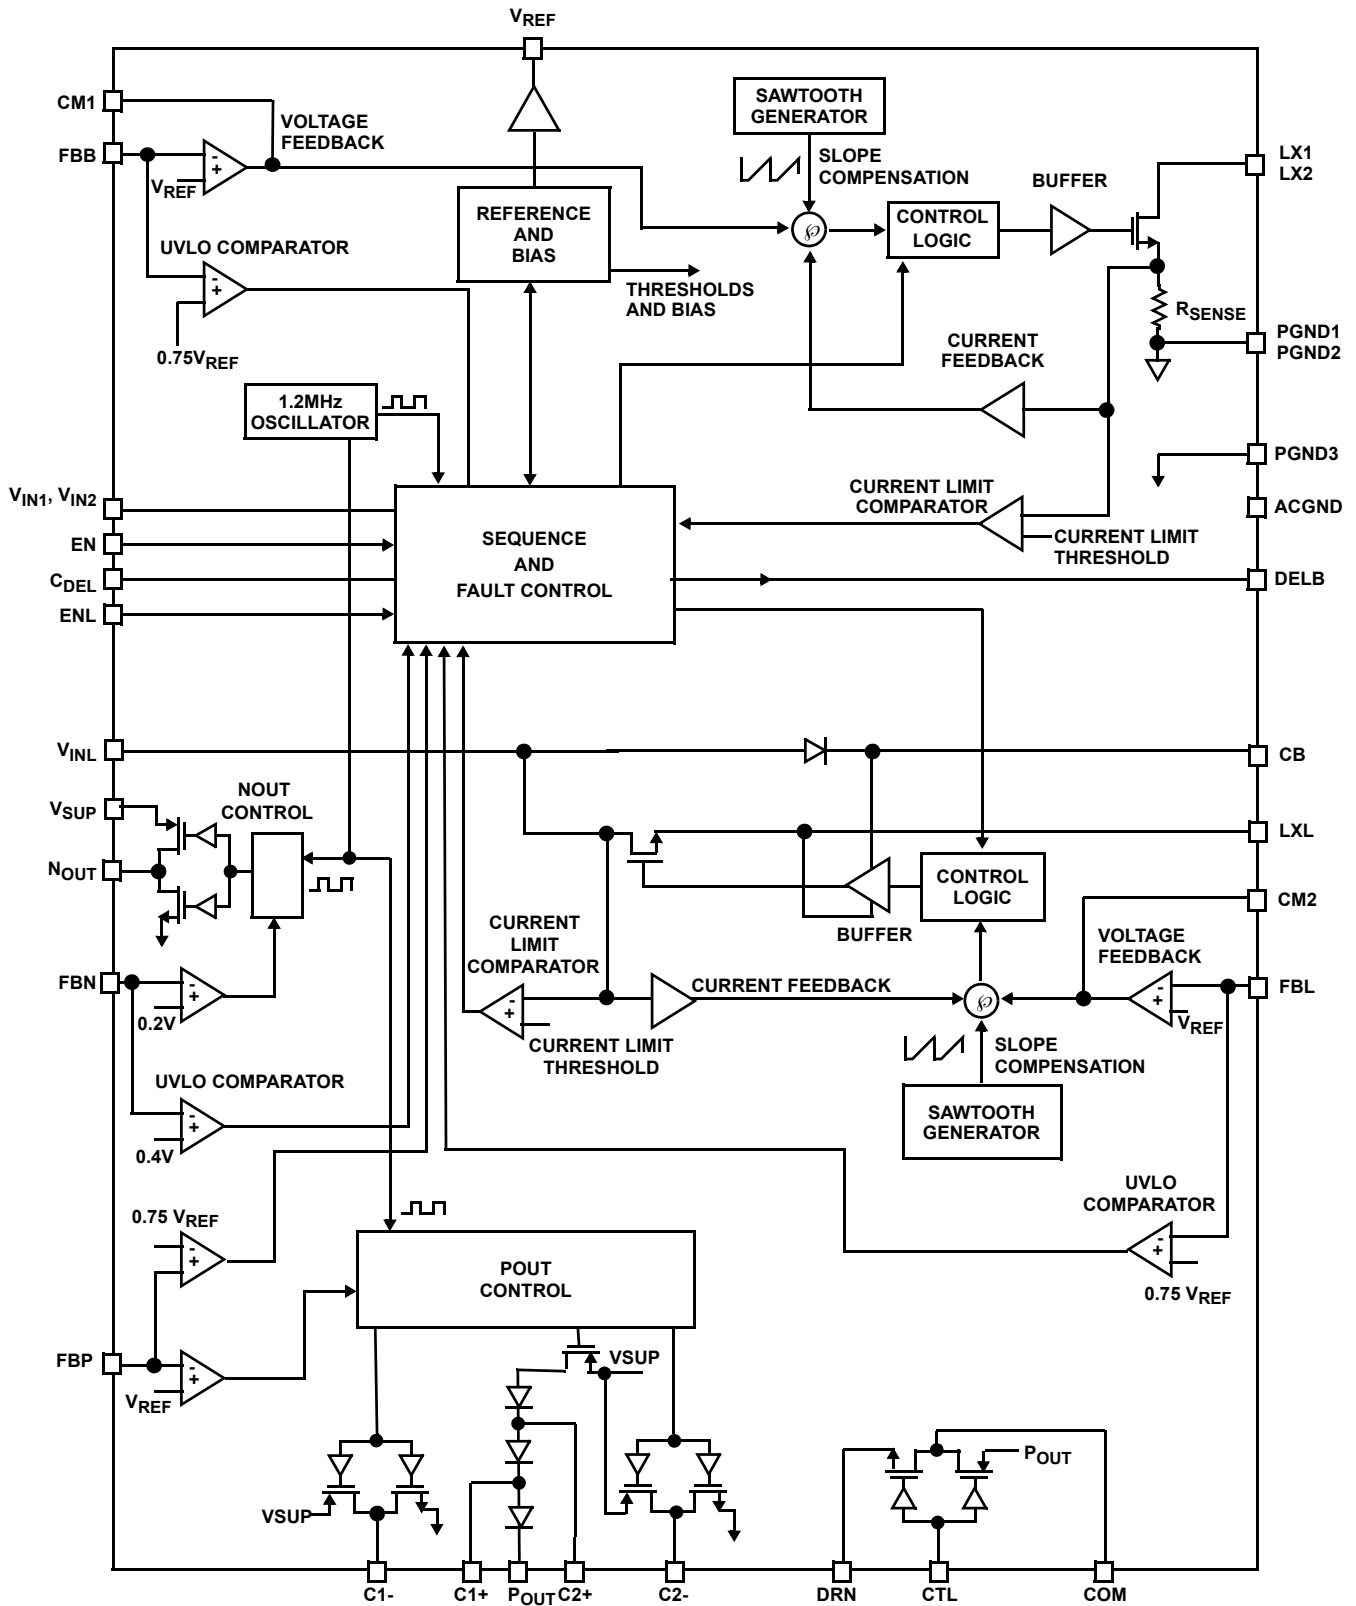 VREF
CM1
FBB
VOLTAGE
FEEDBACK
-
+
VREF
UVLO COMPARATOR
-
+
0.75VREF
REFERENCE
AND
BIAS
THRESHOLDS
AND BIAS
SAWTOOTH
GENERATOR
SLOPE
COMPENSATION
CONTROL
LOGIC
BUFFER
LX1
LX2
RSENSE
PGND1
PGND2
CURRENT
FEEDBACK
1.2MHz
OSCILLATOR
PGND3
ACGND
CURRENT LIMIT
COMPARATOR
CURRENT LIMIT
THRESHOLD
VIN1, VIN2
EN
CDEL
ENL
SEQUENCE
AND
FAULT CONTROL
DELB
VINL
CB
VSUP
NOUT
CONTROL
NOUT
LXL
CONTROL
LOGIC
BUFFER
CM2
CURRENT
LIMIT
COMPARATOR
-
+
CURRENT LIMIT
THRESHOLD
CURRENT FEEDBACK
VOLTAGE
FEEDBACK
-
+
VREF
FBL
FBN
-
+
0.2V
SLOPE
COMPENSATION
SAWTOOTH
GENERATOR
UVLO COMPARATOR
-
+
0.4V
UVLO
COMPARATOR
-
+
0.75 VREF
0.75 VREF
-
+
FBP
-
+
VREF
POUT
CONTROL
VSUP
VSUP
POUT
C1-
C1+
POUT
C2+
C2-
DRN
CTL
COM